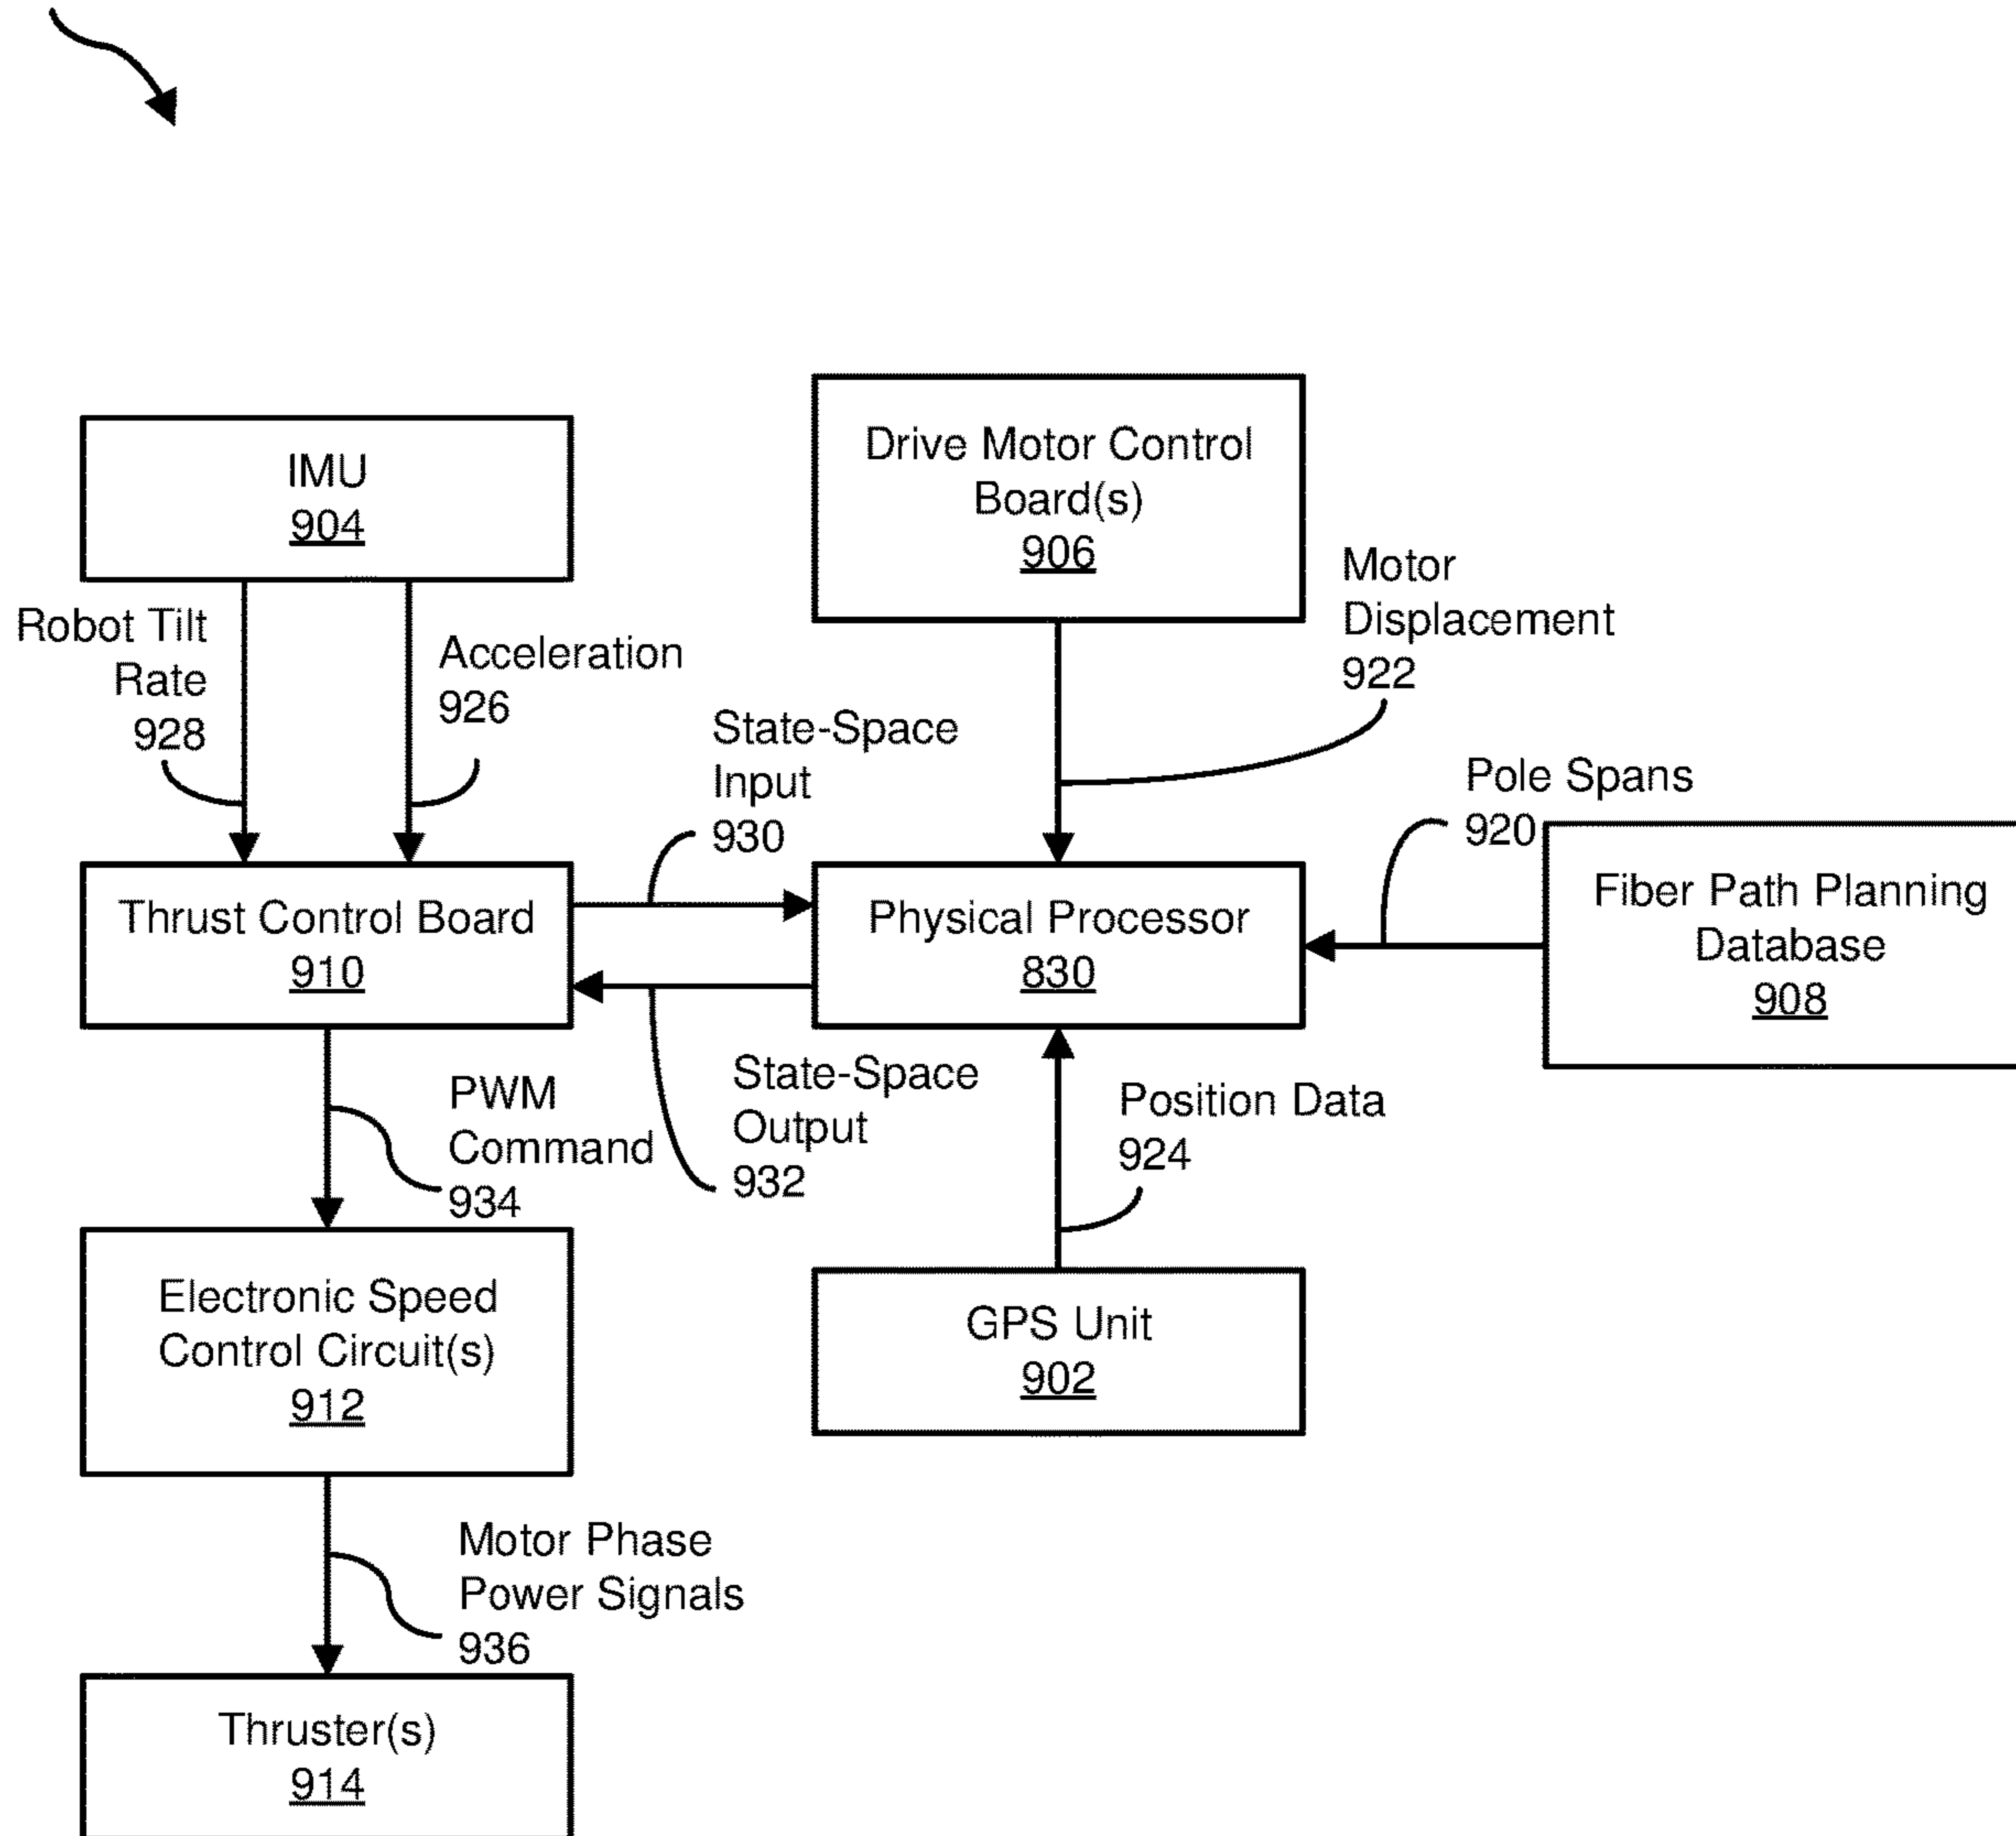 IMU
904
Drive Motor Control
Board(s)
906
Robot Tilt
Rate
928
Acceleration
926
Motor
Displacement
922
State-Space
Input
930
Pole Spans
920
Thrust Control Board
910
Physical Processor
830
Fiber Path Planning
Database
908
PWM
Command
934
State-Space
Output
932
Position Data
924
Electronic Speed
Control Circuit(s)
912
GPS Unit
902
Motor Phase
Power Signals
936
Thruster(s)
914